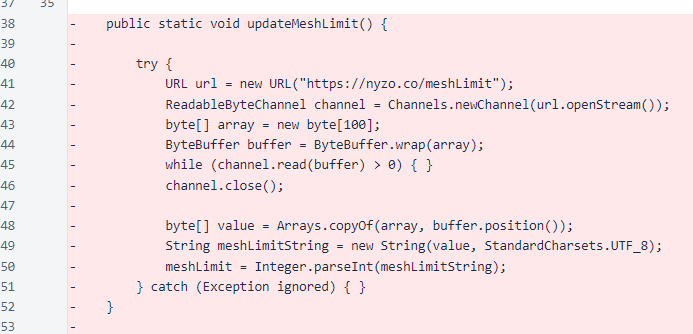 37 35
38 - public static void updateMeshLimit() {
39 -
40 - try {
41 - URL url = new URL("https://nyzo.co/meshLimit");
42 - ReadableByteChannel channel = Channels.newChannel(url.openStream());
43 - byte[] array = new byte[100];
44 - ByteBuffer buffer = ByteBuffer.wrap(array);
45 - while (channel.read(buffer) > 0) { }
46 - channel.close();
47 -
48 - byte[] value = Arrays.copyOf(array, buffer.position());
49 - String meshLimitString = new String(value, StandardCharsets.UTF_8);
50 - meshLimit = Integer.parseInt(meshLimitString);
51 - } catch (Exception ignored) { }
52 - }
53 -